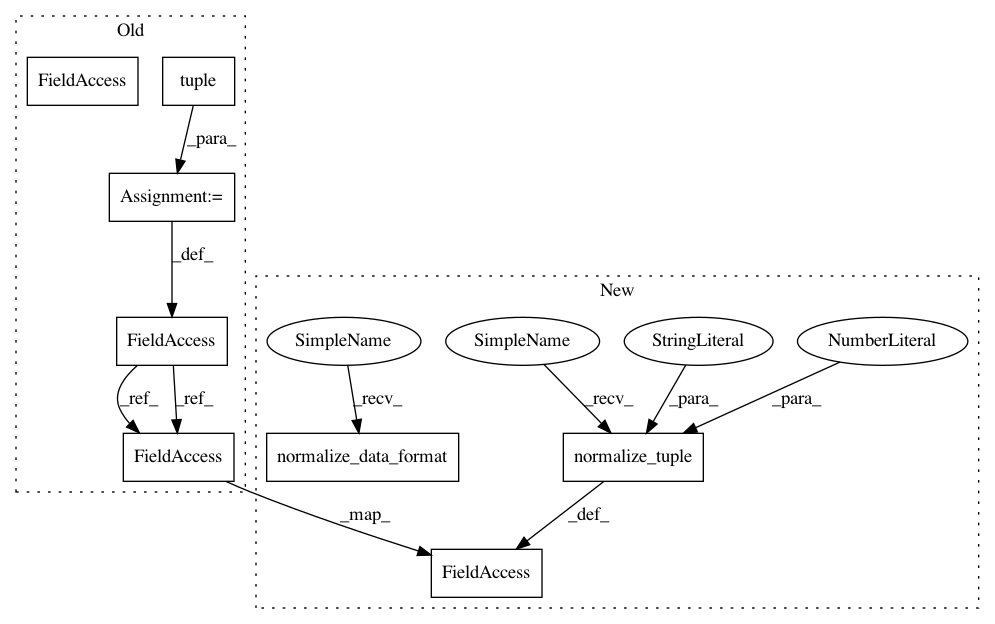 Old
FieldAccess
tuple
_para_
Assignment:=
_def_
New
FieldAccess
SimpleName
SimpleName
StringLiteral
NumberLiteral
_ref_
_ref_
_recv_
_recv_
_para_
_para_
FieldAccess
normalize_data_format
normalize_tuple
_map_
_def_
FieldAccess